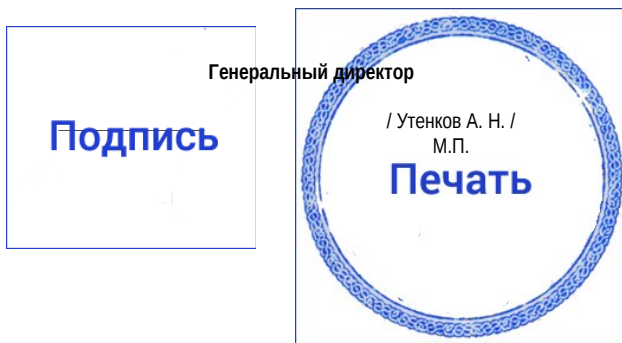 Генеральный директор
/ Утенков А. Н. /
Подпись
М.П.
Печать